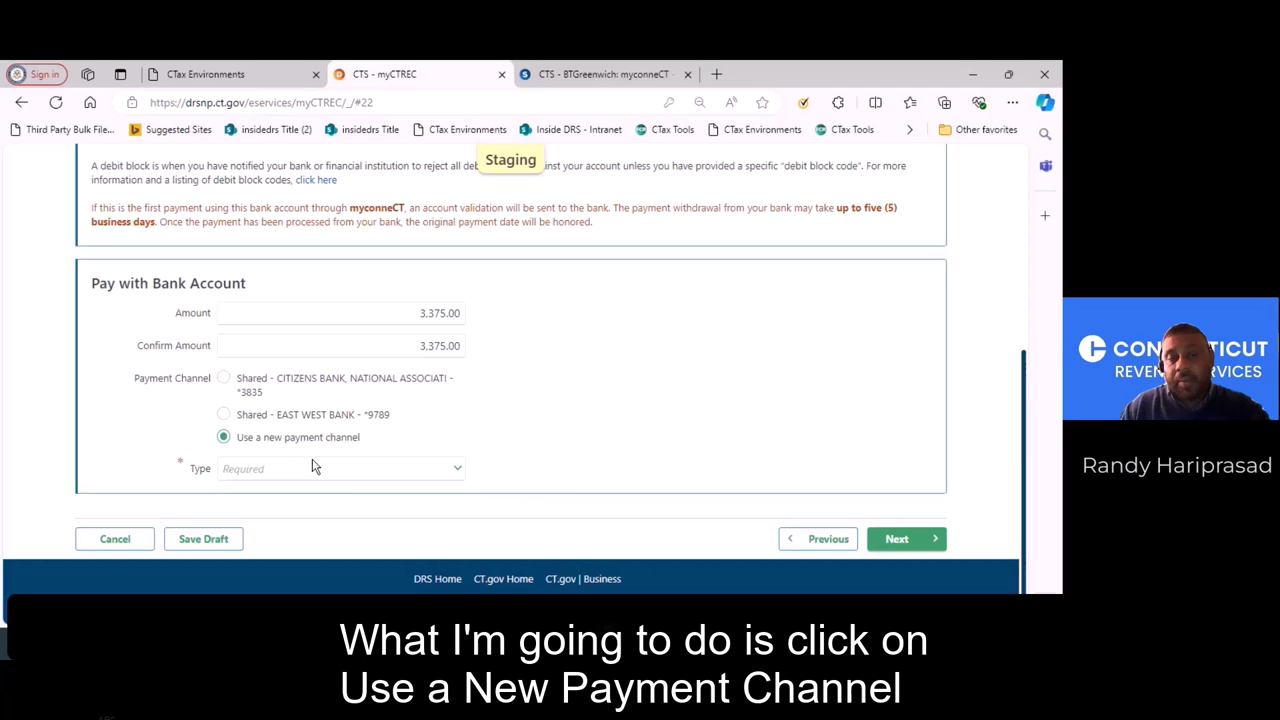 Sign in
CTax Environments
CTS - myCTREC
CTS - BTGreenwich: myconneCT
https://drsnp.ct.gov/eservices/myCTREC/_/#22
Third Party Bulk File...
Suggested Sites
insidedrs Title (2)
insidedrs Title
CTax Environments
Inside DRS - Intranet
CTax Tools
CTax Environments
CTax Tools
Other favorites
Staging
A debit block is when you have notified your bank or financial institution to reject all deb
nst your account unless you have provided a specific "debit block code". For more
information and a listing of debit block codes, click here
If this is the first payment using this bank account through myconneCT, an account validation will be sent to the bank. The payment withdrawal from your bank may take up to five (5)
business days. Once the payment has been processed from your bank, the original payment date will be honored.
Pay with Bank Account
Amount 3,375.00
Confirm Amount 3,375.00
Payment Channel
Shared - CITIZENS BANK, NATIONAL ASSOCIATI -
*3835
Shared - EAST WEST BANK - *9789
Use a new payment channel
* Type Required
Cancel
Save Draft
Previous
Next
DRS Home CT.gov Home CT.gov | Business
CON TICUT
REVEN RVICES
Randy Hariprasad
What I'm going to do is click on
Use a New Payment Channel